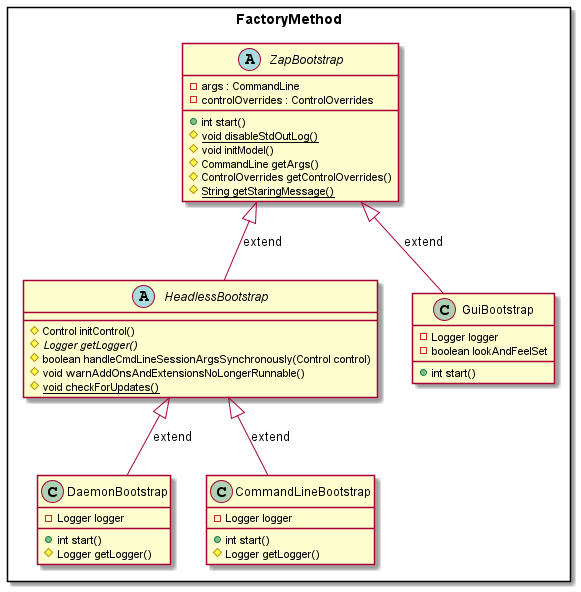 FactoryMethod
A ZapBootstrap
args : CommandLine
controlOverrides : ControlOverrides
int start()
void disableStdOutLog()
void initModel()
CommandLine getArgs()
ControlOverrides getControlOverrides()
String getStaringMessage()
extend
extend
A HeadlessBootstrap
Control initControl()
Logger getLogger()
boolean handleCmdLineSessionArgsSynchronously(Control control)
void warnAddOnsAndExtensionsNoLongerRunnable()
void checkForUpdates()
C GuiBootstrap
Logger logger
boolean lookAndFeelSet
int start()
extend
extend
C DaemonBootstrap
Logger logger
int start()
Logger getLogger()
C CommandLineBootstrap
Logger logger
int start()
Logger getLogger()